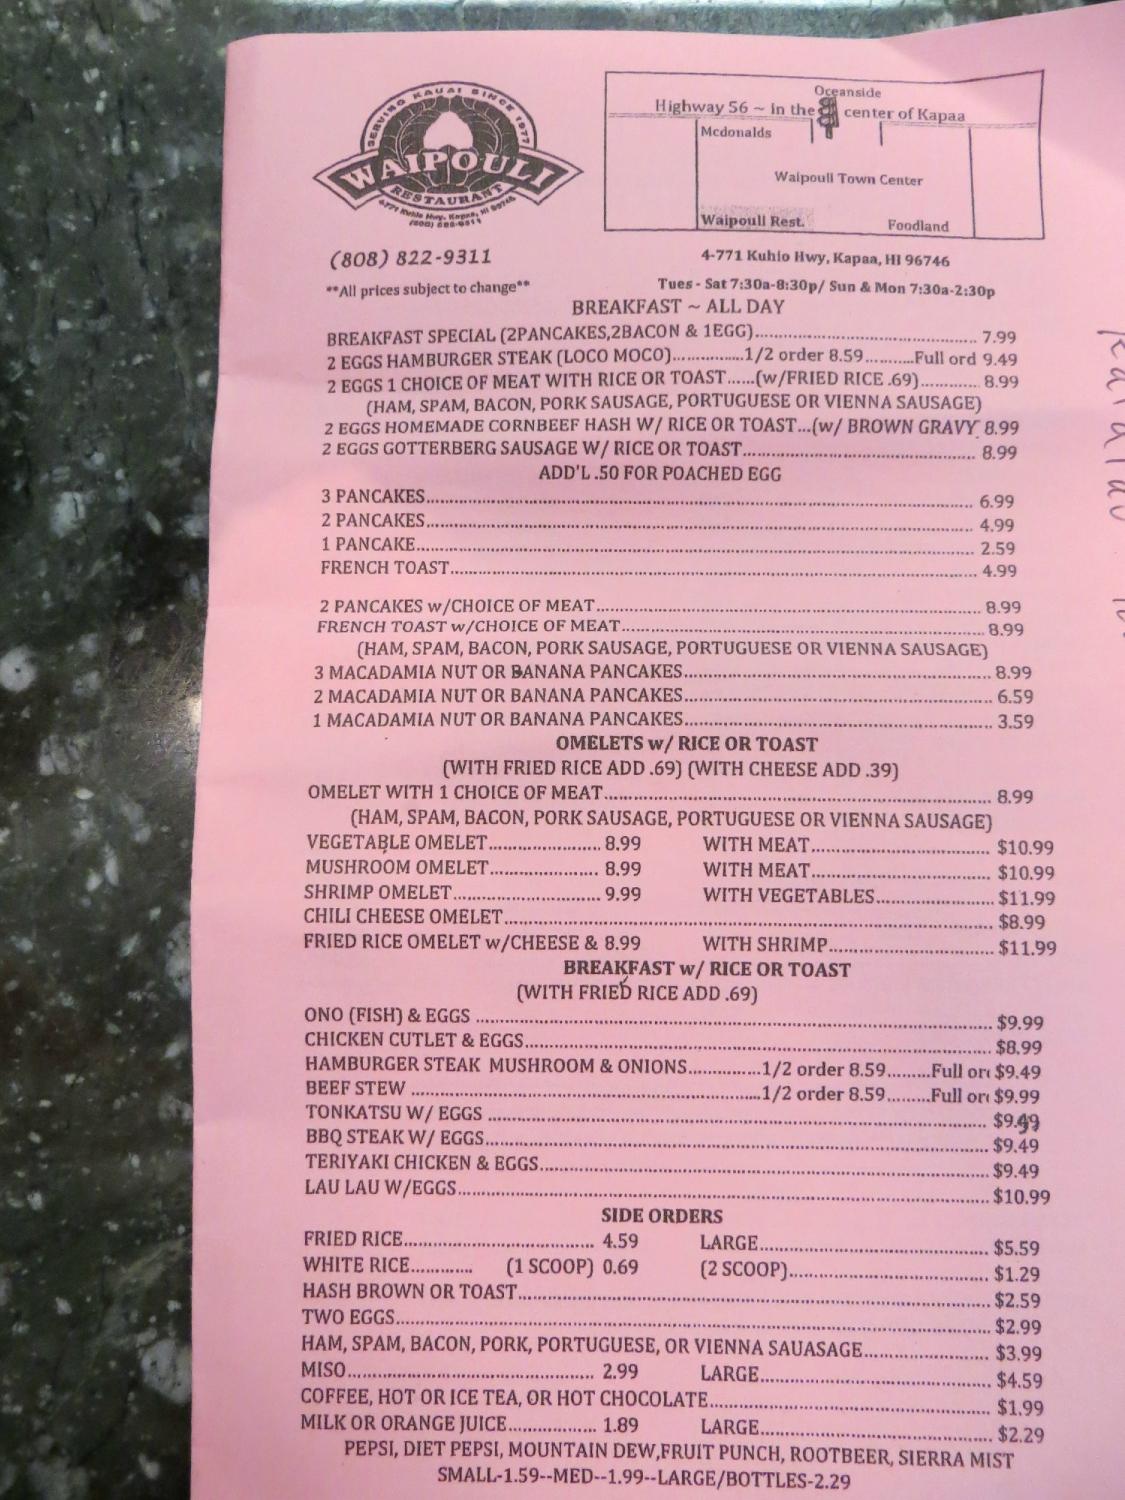 SERVING KAUAI SINCE 1977
WAIPOULI
RESTAURANT
4-771 Kuhio Hwy. Kapaa, HI 96746
(808) 822-9311
Oceanside
Highway 56 ~ in the center of Kapaa
Mcdonalds
Waipouli Town Center
Waipouli Rest.
Foodland
(808) 822-9311
4-771 Kuhio Hwy, Kapaa, HI 96746
**All prices subject to change**
Tues - Sat 7:30a-8:30p/ Sun & Mon 7:30a-2:30p
BREAKFAST ~ ALL DAY
BREAKFAST SPECIAL (2PANCAKES,2BACON & 1EGG)........ 7.99
2 EGGS HAMBURGER STEAK (LOCO MOCO)........1/2 order 8.59........Full ord 9.49
2 EGGS 1 CHOICE OF MEAT WITH RICE OR TOAST......(w/FRIED RICE .69)........ 8.99
(HAM, SPAM, BACON, PORK SAUSAGE, PORTUGUESE OR VIENNA SAUSAGE)
2 EGGS HOMEMADE CORNBEEF HASH W/ RICE OR TOAST...(w/ BROWN GRAVY 8.99
2 EGGS GOTTERBERG SAUSAGE W/ RICE OR TOAST........ 8.99
ADD'L .50 FOR POACHED EGG
3 PANCAKES........ 6.99
2 PANCAKES........ 4.99
1 PANCAKE........ 2.59
FRENCH TOAST........ 4.99
2 PANCAKES w/CHOICE OF MEAT........ 8.99
FRENCH TOAST w/CHOICE OF MEAT........ 8.99
(HAM, SPAM, BACON, PORK SAUSAGE, PORTUGUESE OR VIENNA SAUSAGE)
3 MACADAMIA NUT OR BANANA PANCAKES........ 8.99
2 MACADAMIA NUT OR BANANA PANCAKES........ 6.59
1 MACADAMIA NUT OR BANANA PANCAKES........ 3.59
OMELETS w/ RICE OR TOAST
(WITH FRIED RICE ADD .69) (WITH CHEESE ADD .39)
OMELET WITH 1 CHOICE OF MEAT........ 8.99
(HAM, SPAM, BACON, PORK SAUSAGE, PORTUGUESE OR VIENNA SAUSAGE)
VEGETABLE OMELET........ 8.99 WITH MEAT........ $10.99
MUSHROOM OMELET........ 8.99 WITH MEAT........ $10.99
SHRIMP OMELET........ 9.99 WITH VEGETABLES........ $11.99
CHILI CHEESE OMELET........ $8.99
FRIED RICE OMELET w/CHEESE & 8.99 WITH SHRIMP........ $11.99
BREAKFAST w/ RICE OR TOAST
(WITH FRIED RICE ADD .69)
ONO (FISH) & EGGS ........ $9.99
CHICKEN CUTLET & EGGS........ $8.99
HAMBURGER STEAK MUSHROOM & ONIONS........1/2 order 8.59........Full or $9.49
BEEF STEW ........1/2 order 8.59........Full or $9.99
TONKATSU W/ EGGS ........ $9.
BBQ STEAK W/ EGGS........ $9.49
TERIYAKI CHICKEN & EGGS........ $9.49
LAU LAU W/EGGS........ $10.99
SIDE ORDERS
FRIED RICE........ 4.59 LARGE........ $5.59
WHITE RICE........ (1 SCOOP) 0.69 (2 SCOOP)........ $1.29
HASH BROWN OR TOAST........ $2.59
TWO EGGS........ $2.99
HAM, SPAM, BACON, PORK, PORTUGUESE, OR VIENNA SAUASAGE........ $3.99
MISO........ 2.99 LARGE........ $4.59
COFFEE, HOT OR ICE TEA, OR HOT CHOCOLATE........ $1.99
MILK OR ORANGE JUICE........ 1.89 LARGE........ $2.29
PEPSI, DIET PEPSI, MOUNTAIN DEW,FRUIT PUNCH, ROOTBEER, SIERRA MIST
SMALL-1.59--MED--1.99--LARGE/BOTTLES-2.29